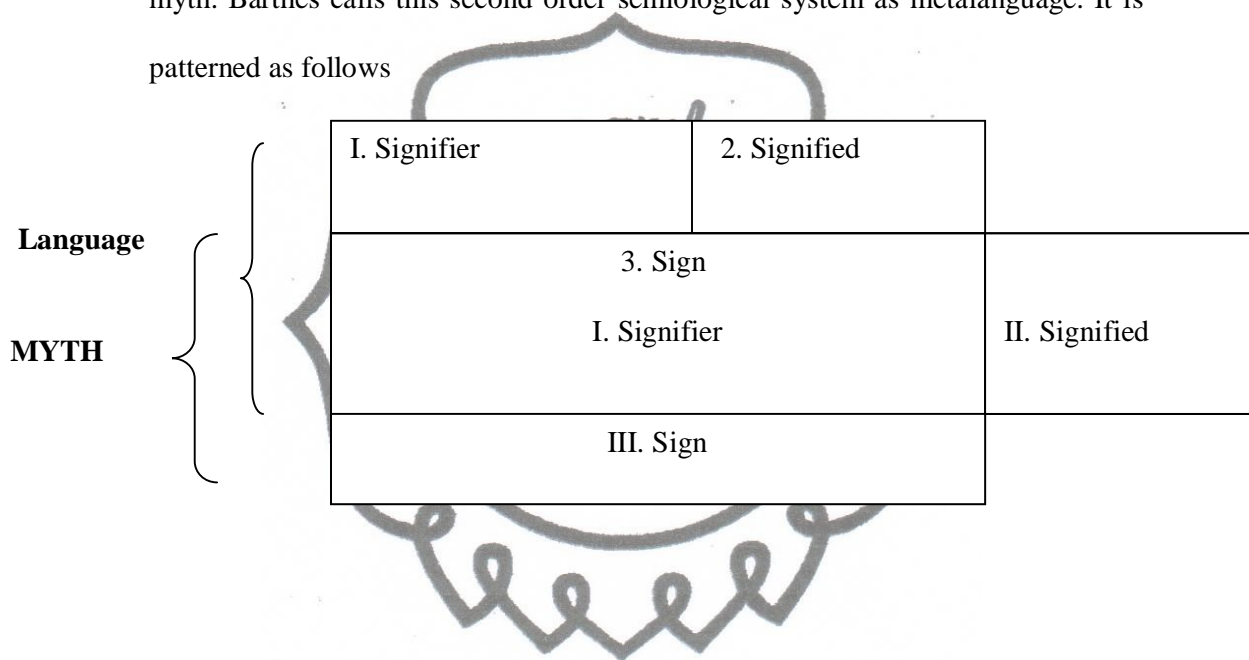 myth. Barthes calls this second order semiological system as metalanguage. It is
patterned as follows
I. Signifier
2. Signified
Language
3. Sign
I. Signifier
II. Signified
MYTH
III. Sign